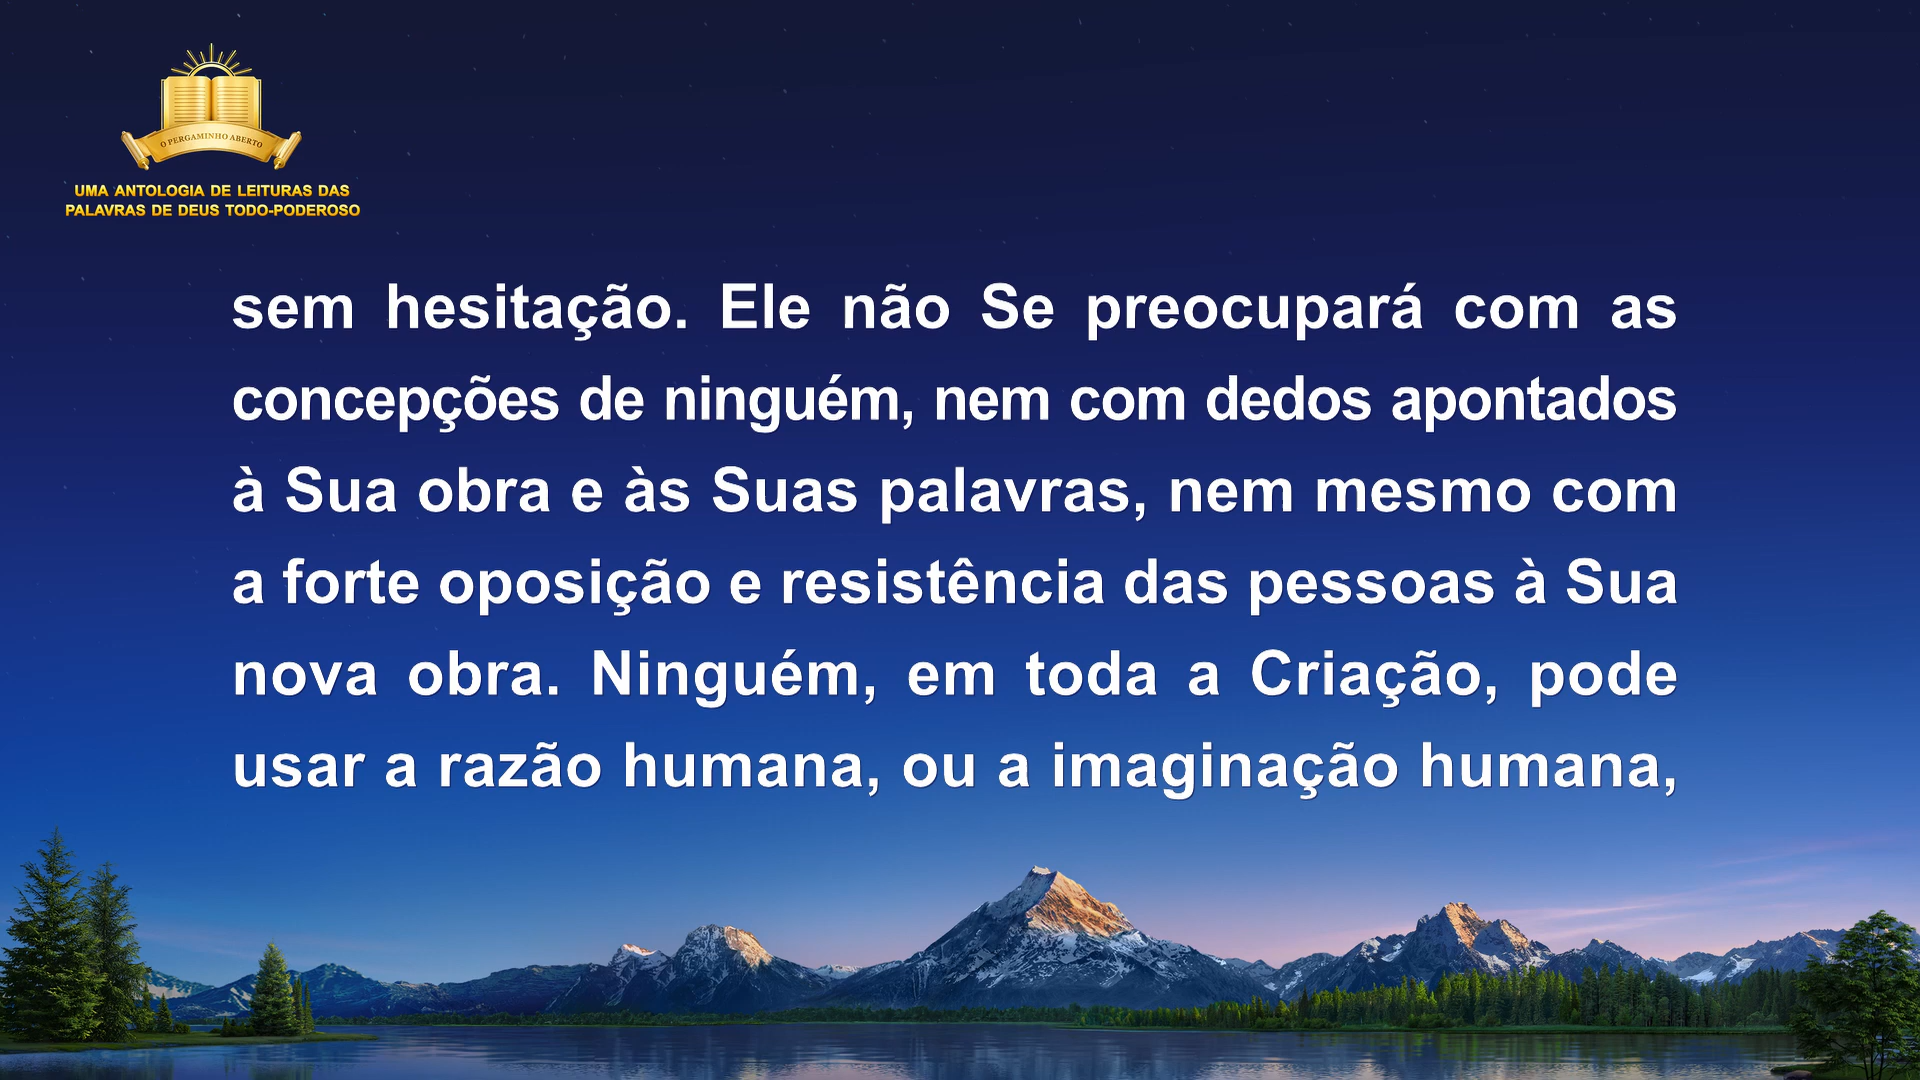 O PERGAMINHO ABERTO
UMA ANTOLOGIA DE LEITURAS DAS
PALAVRAS DE DEUS TODO-PODEROSO
sem hesitação. Ele não Se preocupará com as
concepções de ninguém, nem com dedos apontados
à Sua obra e às Suas palavras, nem mesmo com
a forte oposição e resistência das pessoas à Sua
nova obra. Ninguém, em toda a Criação, pode
usar a razão humana, ou a imaginação humana,